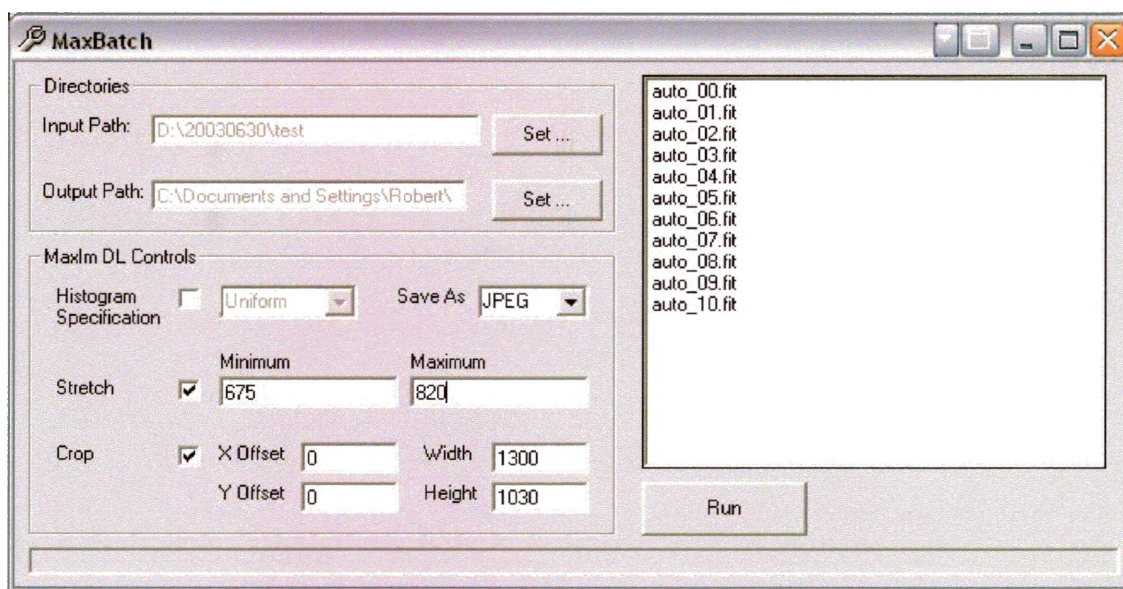 MaxBatch
Directories
Input Path: D:\20030630\test Set ...
Output Path: C:\Documents and Settings\Robert\ Set ...
MaxIm DL Controls
Histogram Specification Uniform Save As JPEG
Minimum Maximum
Stretch 675 820
Crop X Offset 0 Width 1300
Y Offset 0 Height 1030
auto_00.fit
auto_01.fit
auto_02.fit
auto_03.fit
auto_04.fit
auto_05.fit
auto_06.fit
auto_07.fit
auto_08.fit
auto_09.fit
auto_10.fit
Run